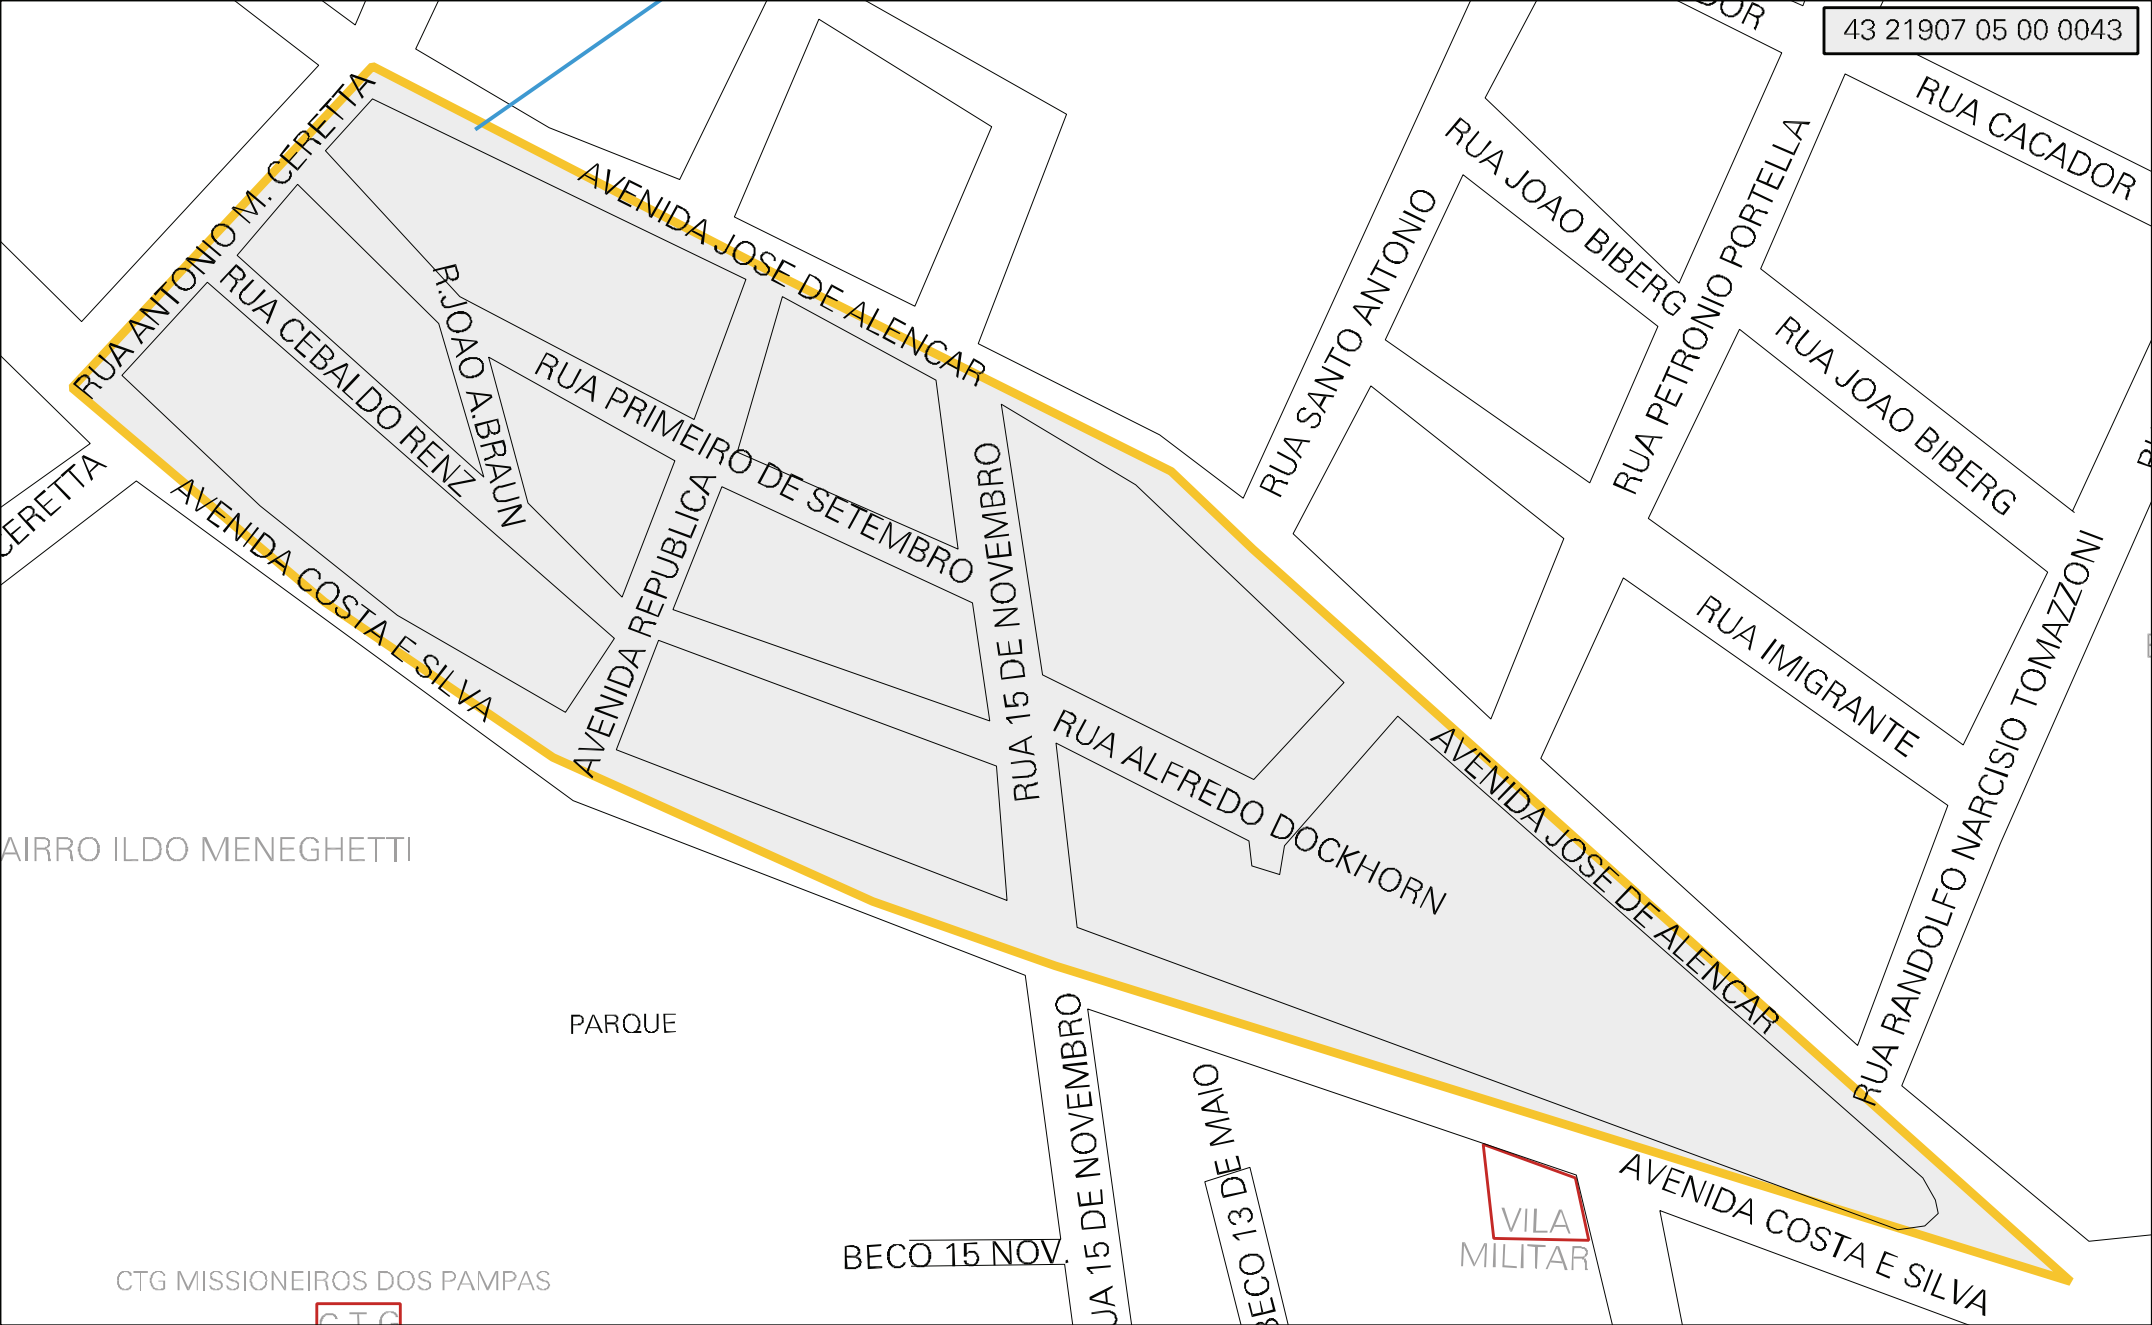 43 21907 05 00 0043
RUA CACADOR
RUA JOAO BIBERG
RUA PETRONIO PORTELLA
RUA SANTO ANTONIO
RUA ANTONIO M. CERETTA
AVENIDA JOSE DE ALENCAR
R.JOAO A.BRAUN
RUA CEBALDO RENZ
RUA PRIMEIRO DE SETEMBRO
RUA JOAO BIBERG
CERETTA
AVENIDA COSTA E SILVA
AVENIDA REPUBLICA
RUA 15 DE NOVEMBRO
RUA IMIGRANTE
RUA RANDOLFO NARCISIO TOMAZZONI
RUA ALFREDO DOCKHORN
AVENIDA JOSE DE ALENCAR
AIRRO ILDO MENEGHETTI
PARQUE
UA 15 DE NOVEMBRO
BECO 13 DE MAIO
BECO 15 NOV.
VILA
MILITAR
AVENIDA COSTA E SILVA
CTG MISSIONEIROS DOS PAMPAS
C T G